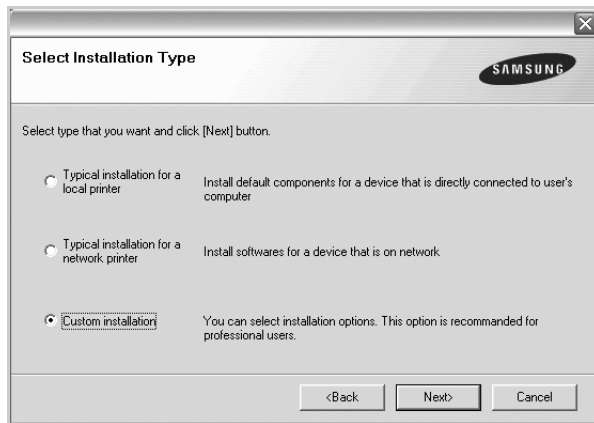 Select Installation Type
SAMSUNG
Select type that you want and click [Next] button.
Typical installation for a
local printer
Install default components for a device that is directly connected to user's
computer
Typical installation for a
network printer
Install softwares for a device that is on network
Custom installation
You can select installation options. This option is recommanded for
professional users.
<Back
Next>
Cancel